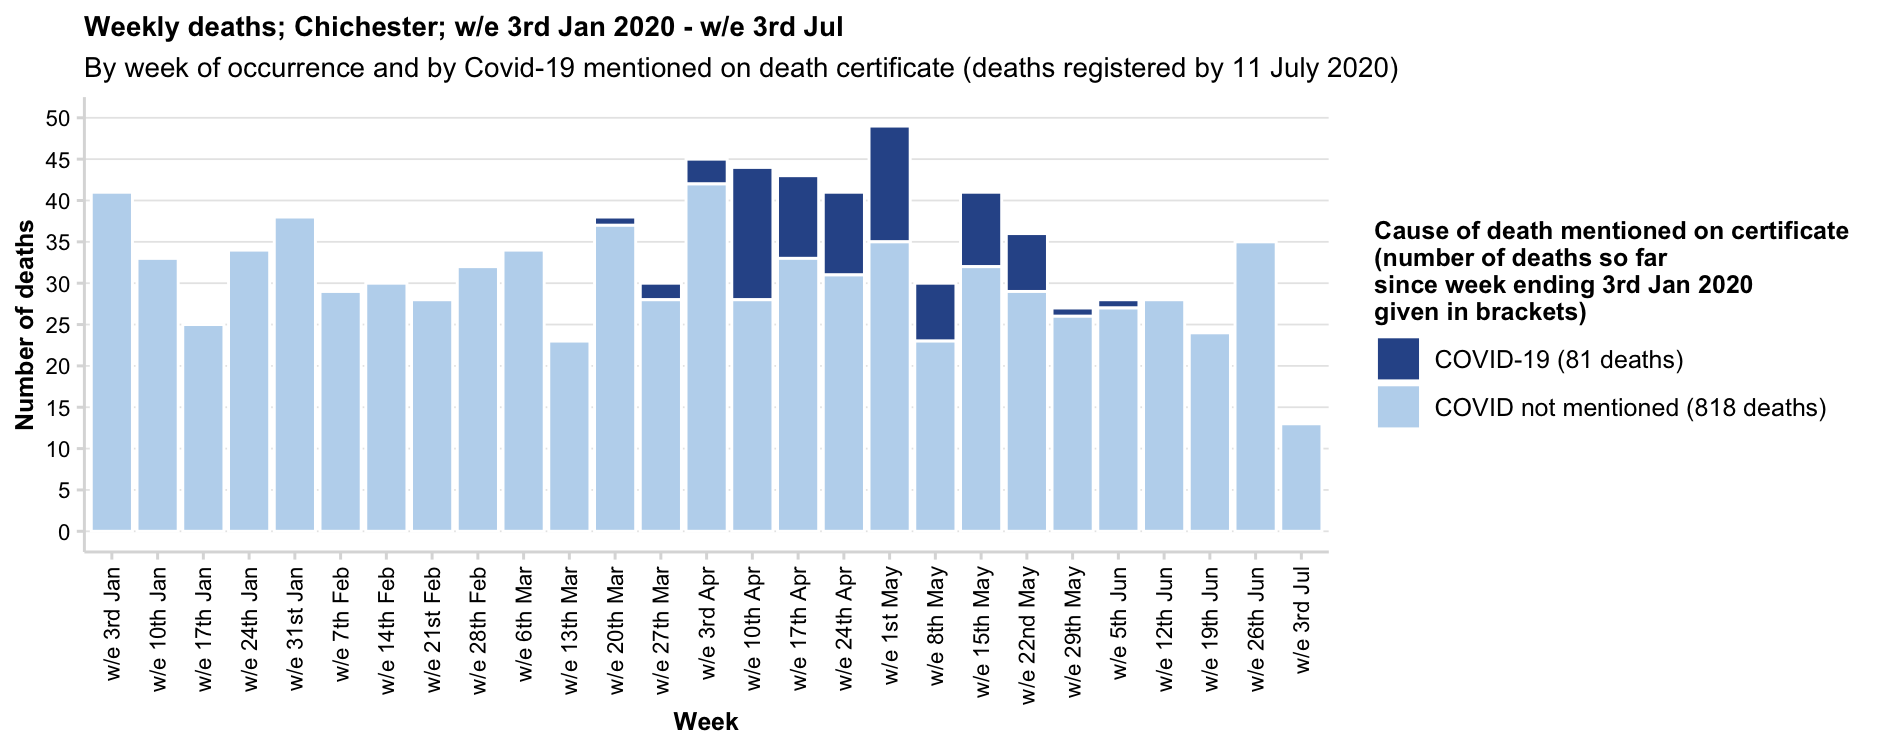 Weekly deaths; Chichester; w/e 3rd Jan 2020 - w/e 3rd Jul
By week of occurrence and by Covid-19 mentioned on death certificate (deaths registered by 11 July 2020)
Number of deaths
50
45
40
35
30
25
20
15
10
5
0
w/e 3rd Jan
w/e 10th Jan
w/e 17th Jan
w/e 24th Jan
w/e 31st Jan
w/e 7th Feb
w/e 14th Feb
w/e 21st Feb
w/e 28th Feb
w/e 6th Mar
w/e 13th Mar
w/e 20th Mar
w/e 27th Mar
w/e 3rd Apr
w/e 10th Apr
w/e 17th Apr
w/e 24th Apr
w/e 1st May
w/e 8th May
w/e 15th May
w/e 22nd May
w/e 29th May
w/e 5th Jun
w/e 12th Jun
w/e 19th Jun
w/e 26th Jun
w/e 3rd Jul
Week
Cause of death mentioned on certificate
(number of deaths so far
since week ending 3rd Jan 2020
given in brackets)
COVID-19 (81 deaths)
COVID not mentioned (818 deaths)